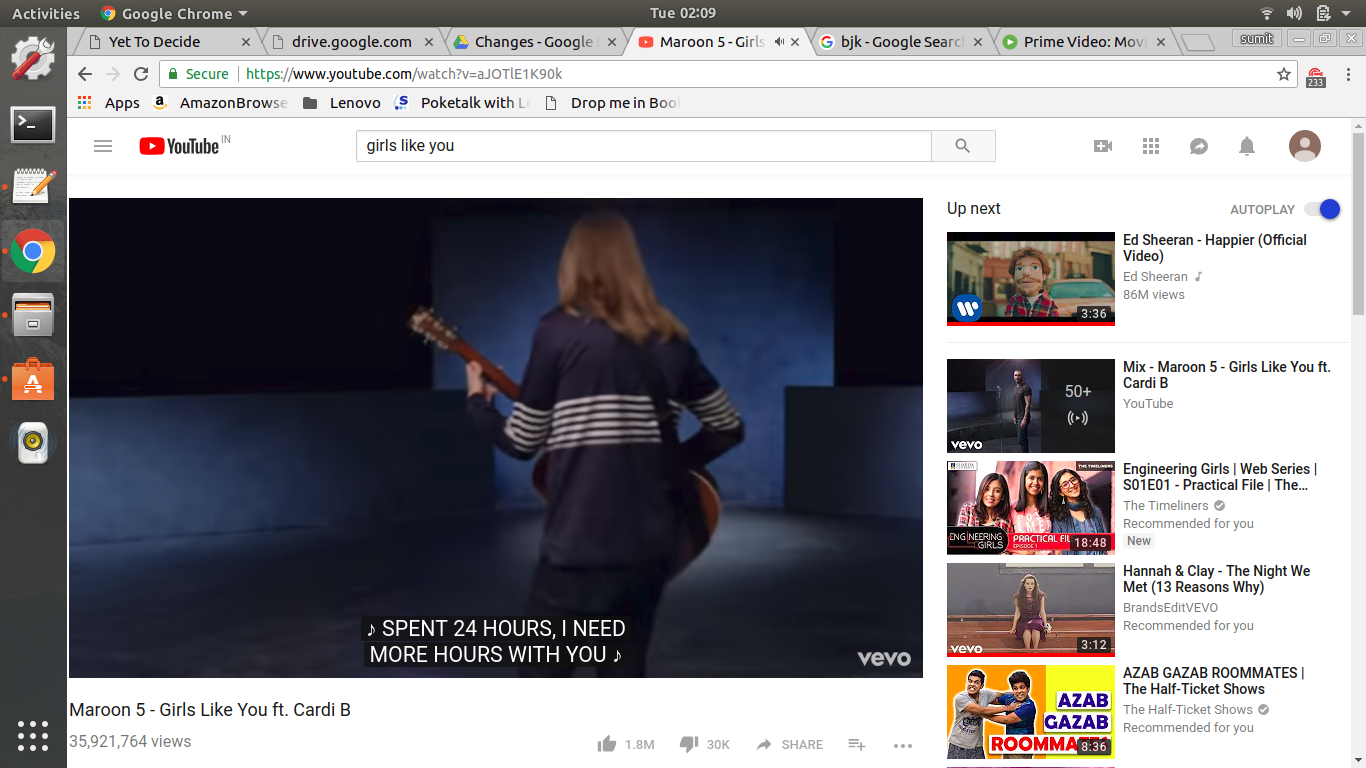 Activities
Google Chrome
Tue 02:09
Yet To Decide
drive.google.com
Changes - Google
Maroon 5 - Girls
bjk - Google Search
Prime Video: Movi
sumit
Secure
https://www.youtube.com/watch?v=aJOTlE1K90k
233
Apps
AmazonBrowse
Lenovo
Poketalk with Le
Drop me in Boo
YouTube IN
girls like you
Up next
AUTOPLAY
Ed Sheeran - Happier (Official
Video)
Ed Sheeran
86M views
3:36
Mix - Maroon 5 - Girls Like You ft.
Cardi B
YouTube
50+
vevo
Engineering Girls | Web Series |
S01E01 - Practical File | The...
The Timeliners
Recommended for you
New
THE TIMELINERS
ENGINEERING
GIRLS
PRACTICAL FIL
EPISODE 1
18:48
Hannah & Clay - The Night We
Met (13 Reasons Why)
BrandsEditVEVO
Recommended for you
vevo
3:12
AZAB GAZAB ROOMMATES |
The Half-Ticket Shows
The Half-Ticket Shows
Recommended for you
AZAB
GAZAB
ROOMMATES
8:36
♪ SPENT 24 HOURS, I NEED
MORE HOURS WITH YOU ♪
vevo
Maroon 5 - Girls Like You ft. Cardi B
35,921,764 views
1.8M
30K
SHARE